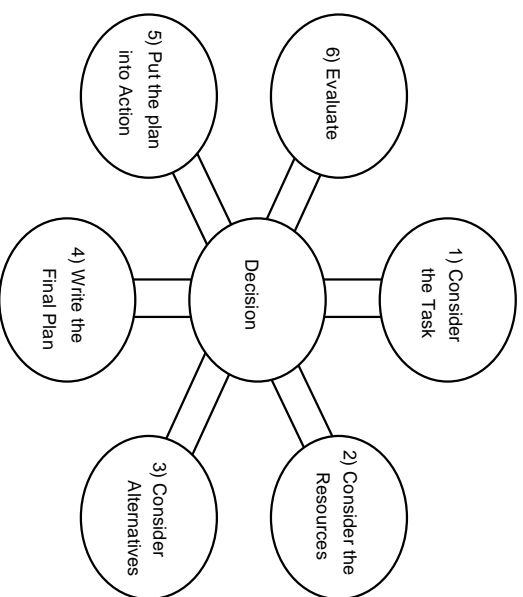 1) Consider
the Task
2) Consider the
Resources
3) Consider
Alternatives
4) Write the
Final Plan
5) Put the plan
into Action
6) Evaluate
Decision